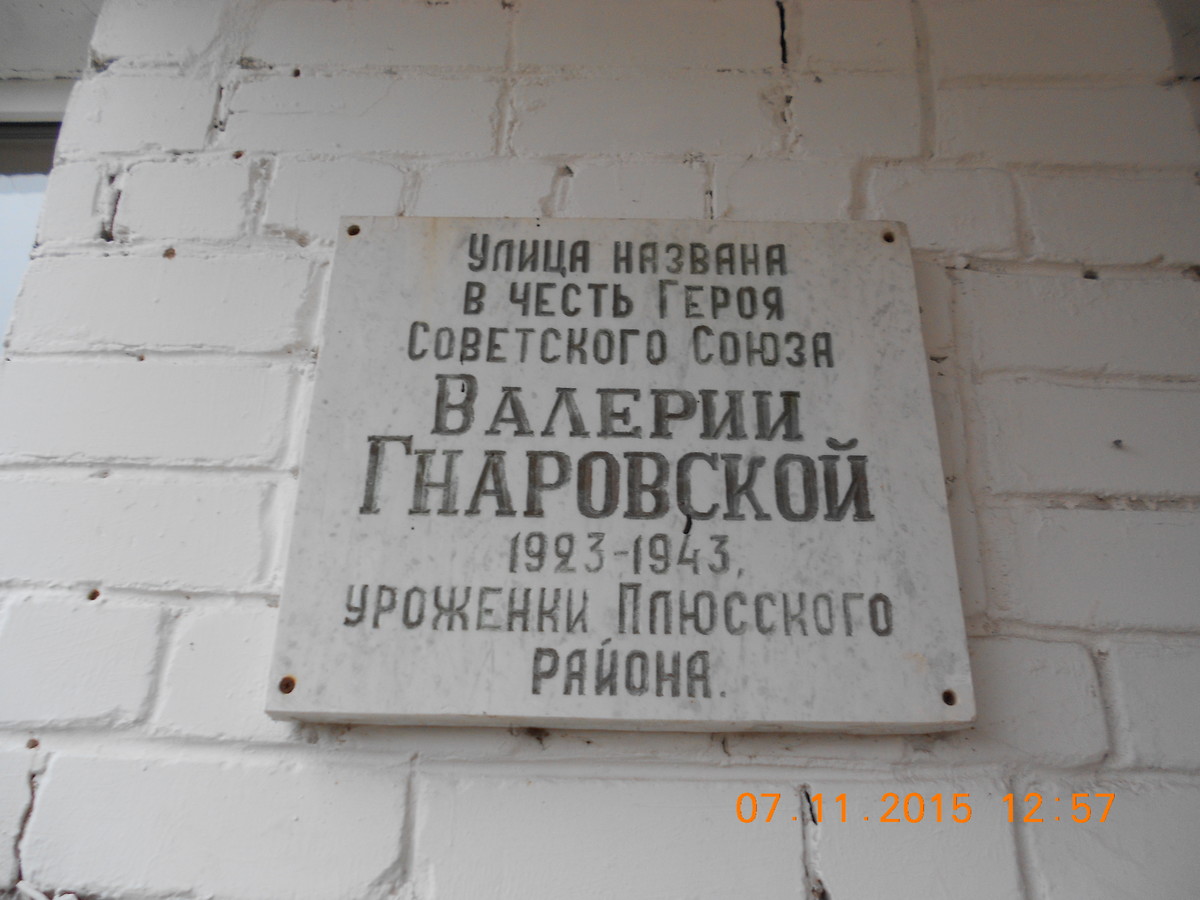 Улица названа
в честь Героя
Советского Союза
Валерии
Гнаровской
1923-1943,
уроженки Плюсского
района.
07.11.2015 12:57